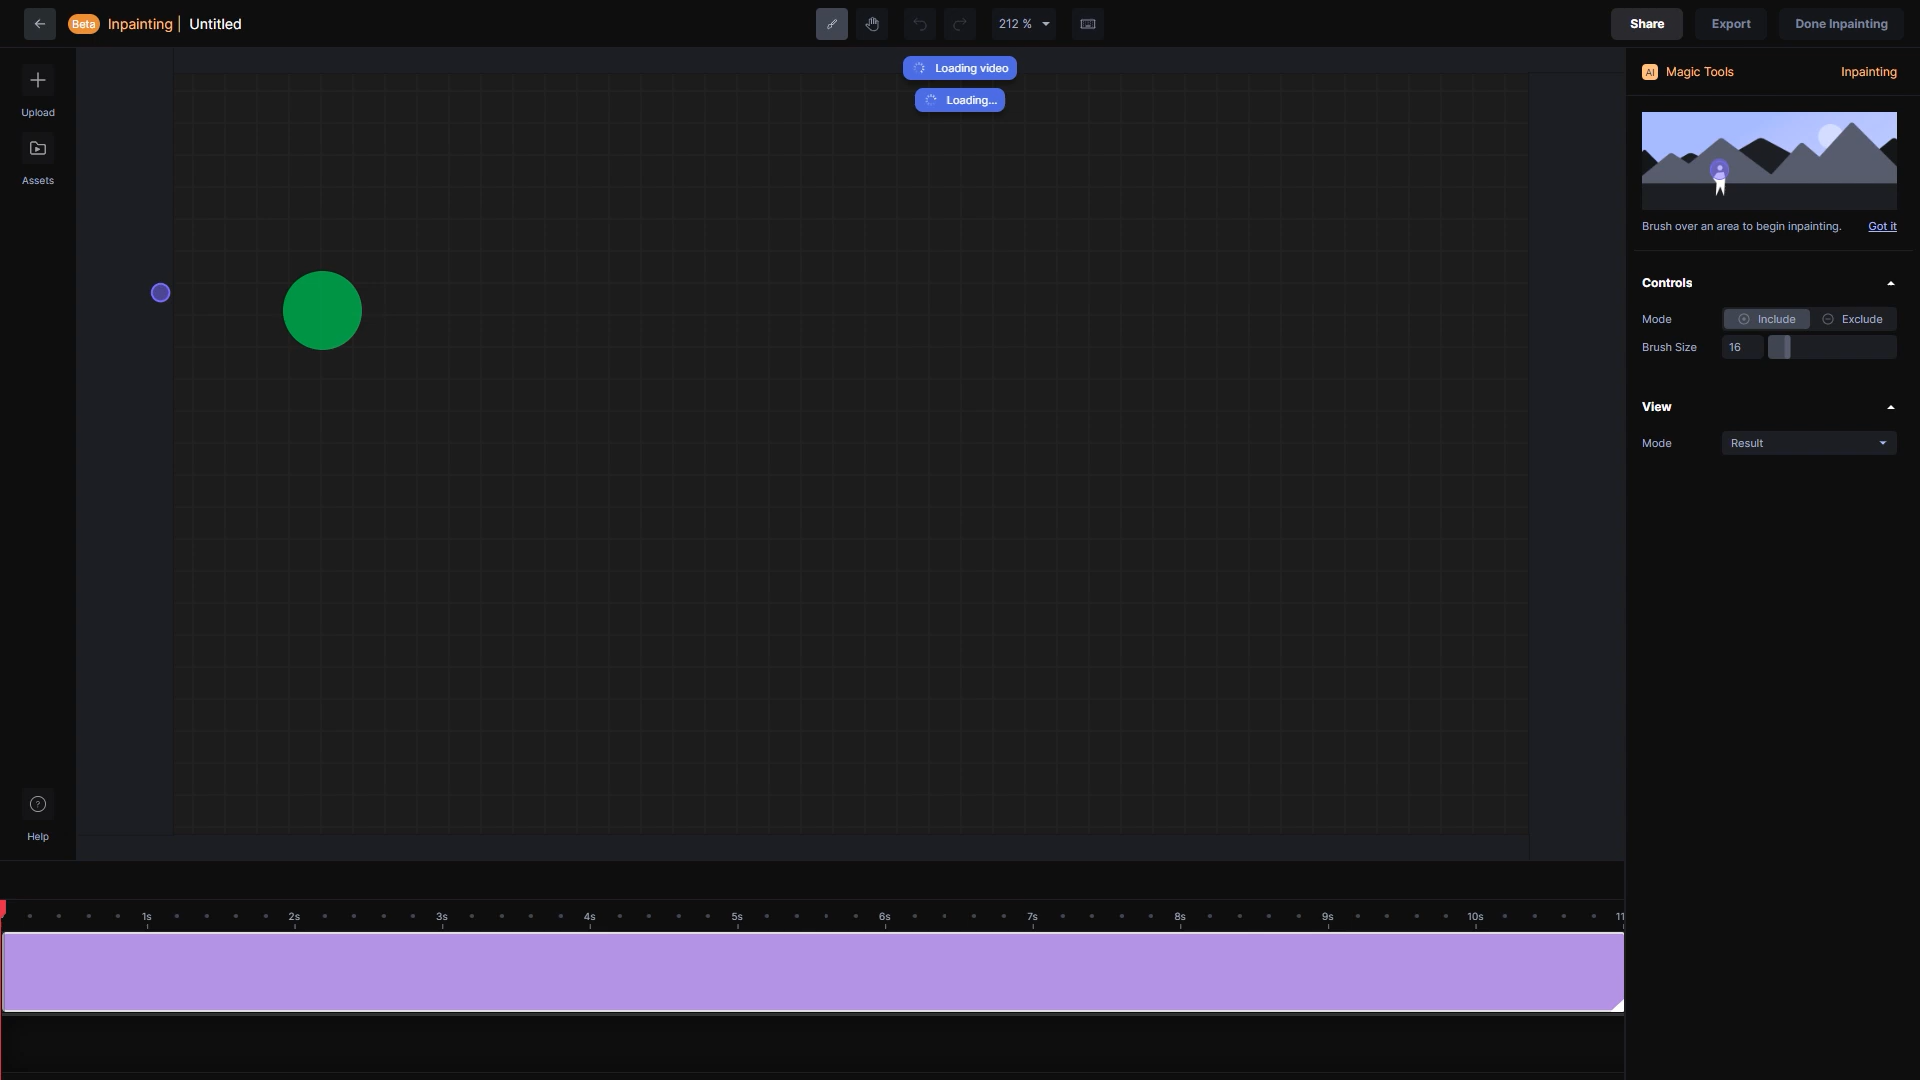 Beta Inpainting | Untitled
212 %
Share
Export
Done Inpainting
Upload
Assets
Help
Loading video
Loading...
AI Magic Tools
Inpainting
Brush over an area to begin inpainting.
Got it
Controls
Mode
Include
Exclude
Brush Size
16
View
Mode
Result
1s 2s 3s 4s 5s 6s 7s 8s 9s 10s 11